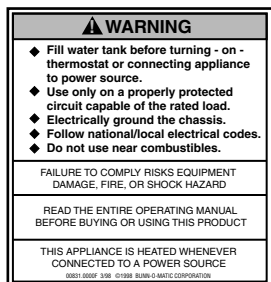 WARNING
◆ Fill water tank before turning - on -
thermostat or connecting appliance
to power source.
◆ Use only on a properly protected
circuit capable of the rated load.
◆ Electrically ground the chassis.
◆ Follow national/local electrical codes.
◆ Do not use near combustibles.
FAILURE TO COMPLY RISKS EQUIPMENT
DAMAGE, FIRE, OR SHOCK HAZARD
READ THE ENTIRE OPERATING MANUAL
BEFORE BUYING OR USING THIS PRODUCT
THIS APPLIANCE IS HEATED WHENEVER
CONNECTED TO A POWER SOURCE
00831.0000F 3/98 ©1998 BUNN-O-MATIC CORPORATION